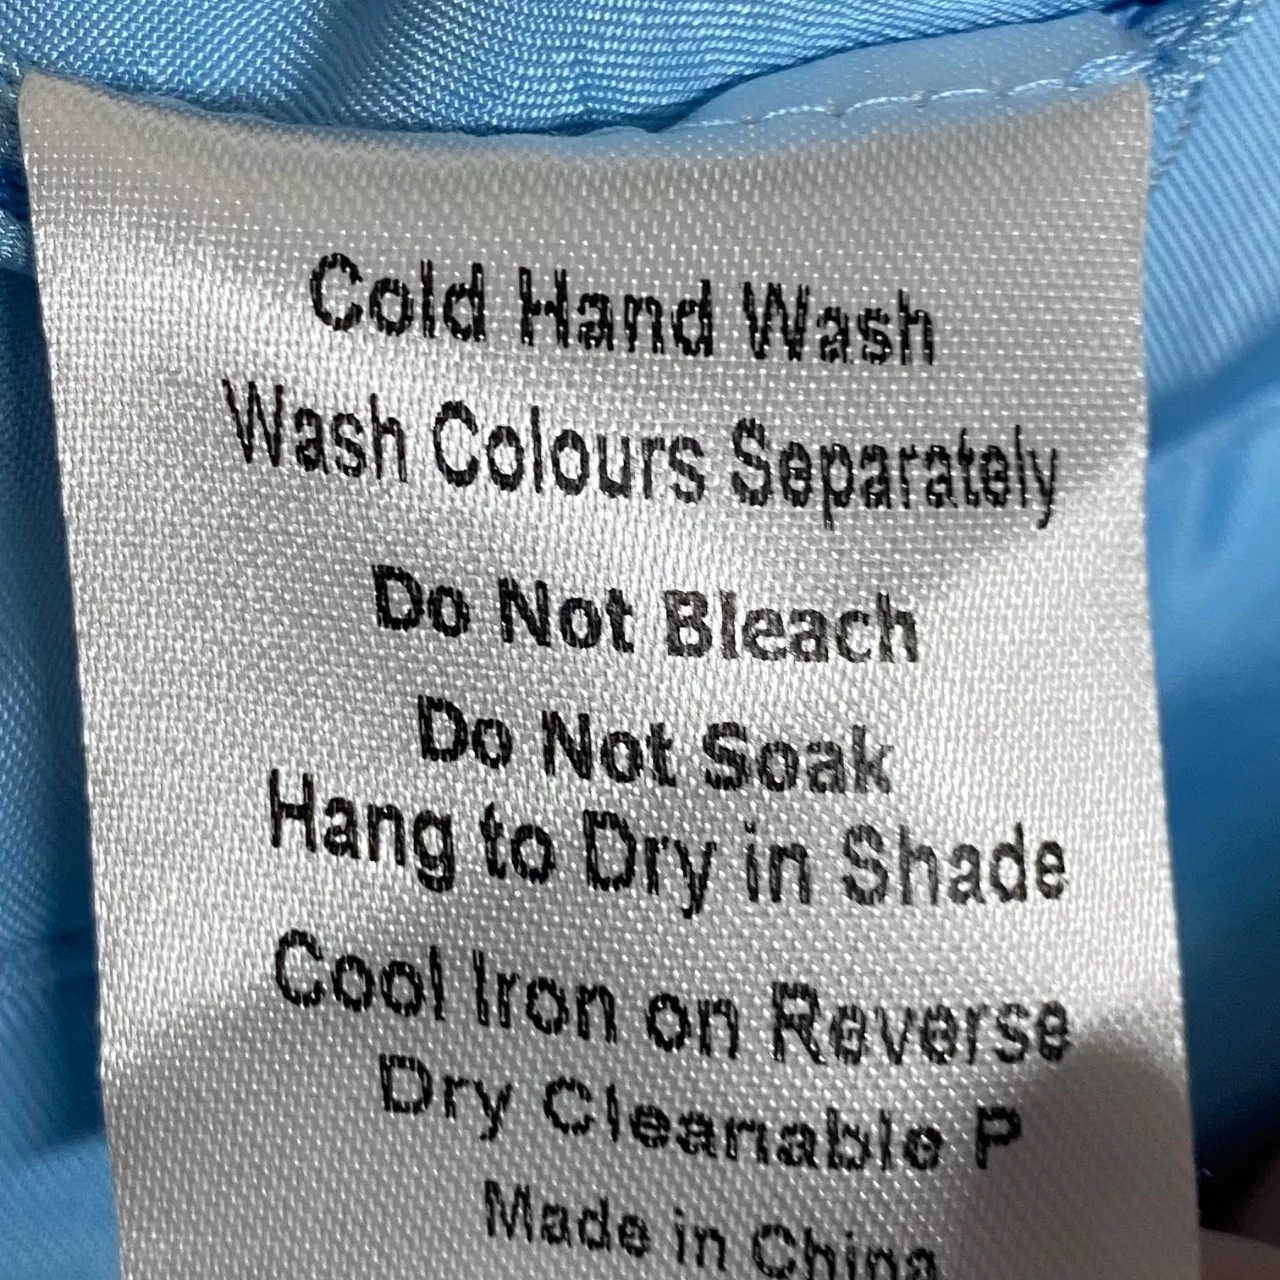 Cold Hand Wash
Wash Colours Separately
Do Not Bleach
Do Not Soak
Hang to Dry in Shade
Cool Iron on Reverse
Dry Cleanable P
Made in China